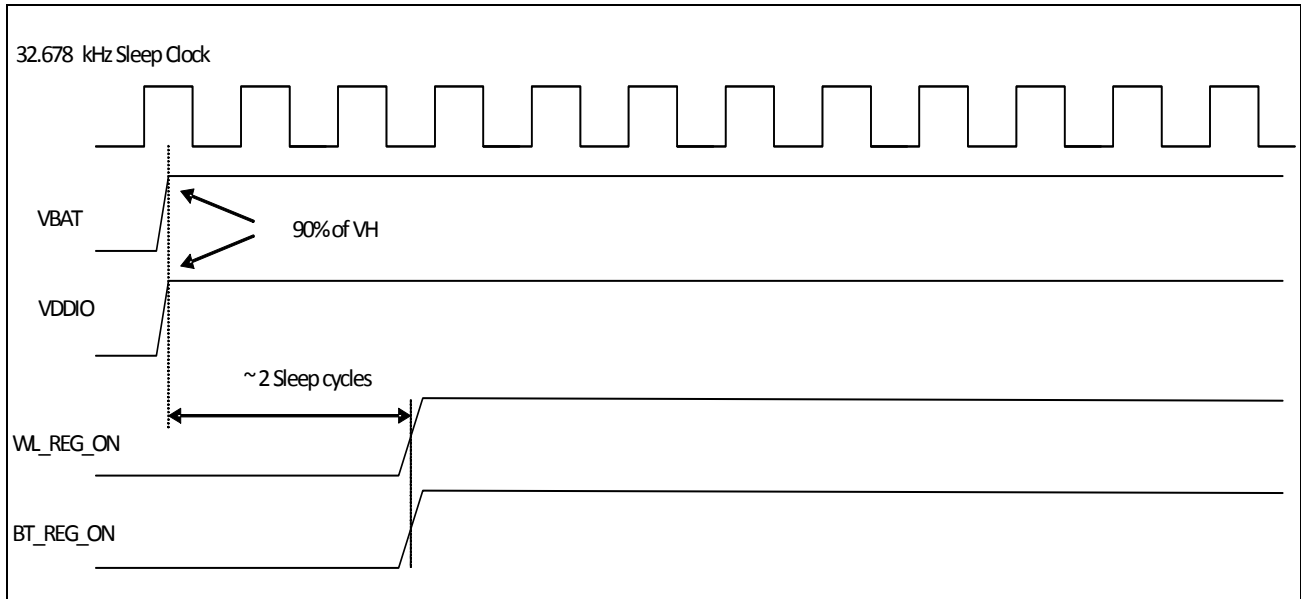 32.678 kHz Sleep Clock
VBAT
90% of VH
VDDIO
~ 2 Sleep cycles
WL_REG_ON
BT_REG_ON